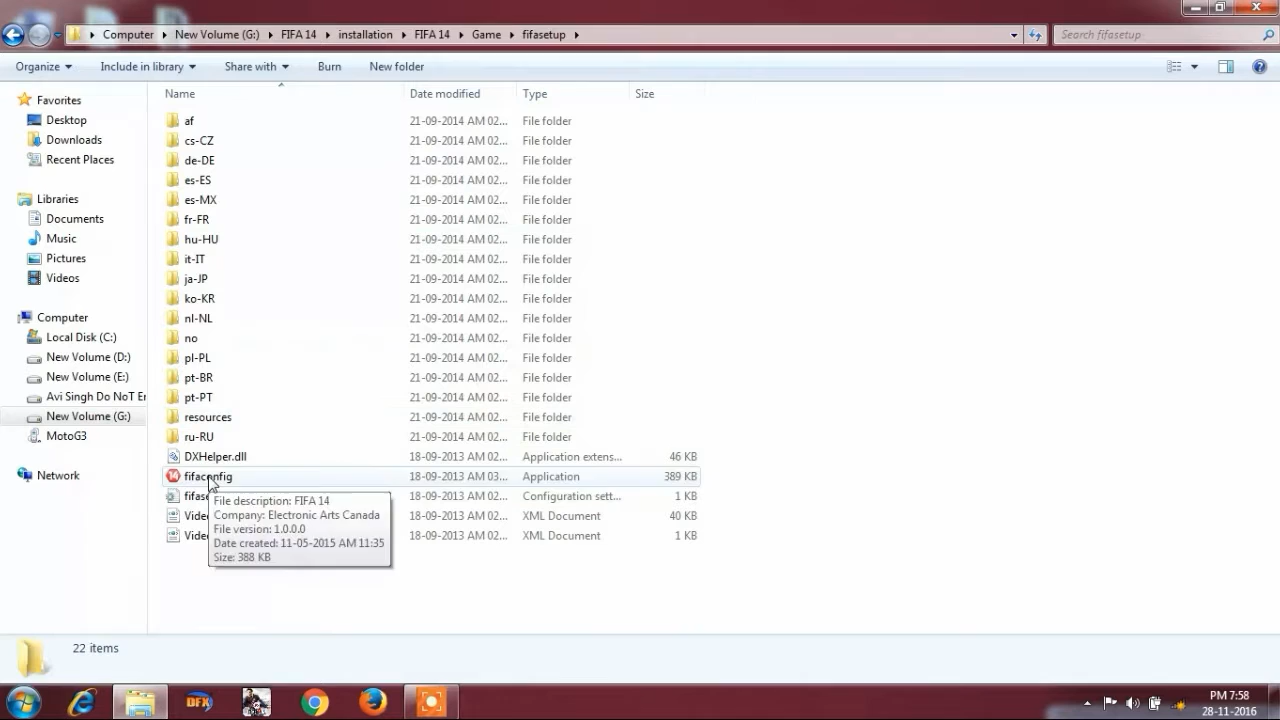 Computer New Volume (G:) FIFA 14 installation FIFA 14 Game fifasetup
Search fifasetup
Organize Include in library Share with Burn New folder
Name Date modified Type Size
Favorites
Desktop
Downloads
Recent Places
Libraries
Documents
Music
Pictures
Videos
Computer
Local Disk (C:)
New Volume (D:)
New Volume (E:)
Avi Singh Do NoT Er
New Volume (G:)
MotoG3
Network
af 21-09-2014 AM 02... File folder
cs-CZ 21-09-2014 AM 02... File folder
de-DE 21-09-2014 AM 02... File folder
es-ES 21-09-2014 AM 02... File folder
es-MX 21-09-2014 AM 02... File folder
fr-FR 21-09-2014 AM 02... File folder
hu-HU 21-09-2014 AM 02... File folder
it-IT 21-09-2014 AM 02... File folder
ja-JP 21-09-2014 AM 02... File folder
ko-KR 21-09-2014 AM 02... File folder
nl-NL 21-09-2014 AM 02... File folder
no 21-09-2014 AM 02... File folder
pl-PL 21-09-2014 AM 02... File folder
pt-BR 21-09-2014 AM 02... File folder
pt-PT 21-09-2014 AM 02... File folder
resources 21-09-2014 AM 02... File folder
ru-RU 21-09-2014 AM 02... File folder
DXHelper.dll 18-09-2013 AM 02... Application extens... 46 KB
fifaconfig 18-09-2013 AM 03... Application 389 KB
fifase 18-09-2013 AM 02... Configuration sett... 1 KB
Vide 18-09-2013 AM 02... XML Document 40 KB
Vide 18-09-2013 AM 02... XML Document 1 KB
File description: FIFA 14
Company: Electronic Arts Canada
File version: 1.0.0.0
Date created: 11-05-2015 AM 11:35
Size: 388 KB
22 items
DFX
PM 7:58
28-11-2016